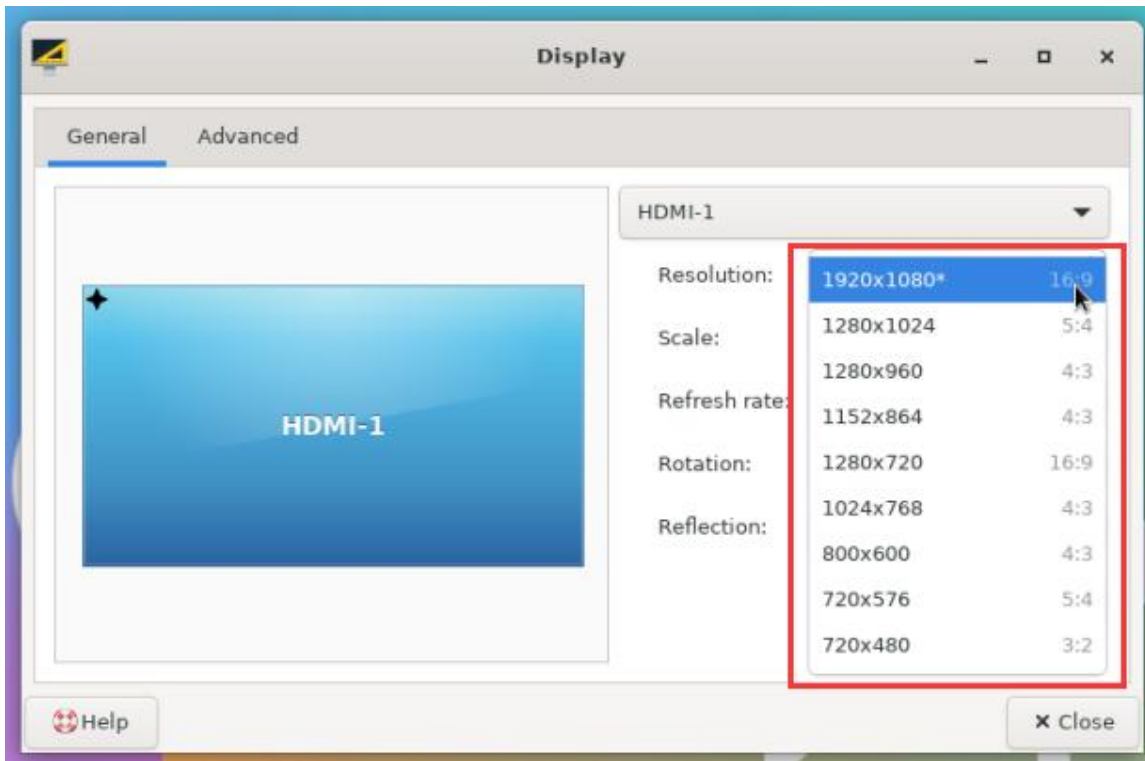 Display
General Advanced
HDMI-1
HDMI-1
Resolution:
Scale:
Refresh rate:
Rotation:
Reflection:
1920x1080* 16:9
1280x1024 5:4
1280x960 4:3
1152x864 4:3
1280x720 16:9
1024x768 4:3
800x600 4:3
720x576 5:4
720x480 3:2
Help
Close